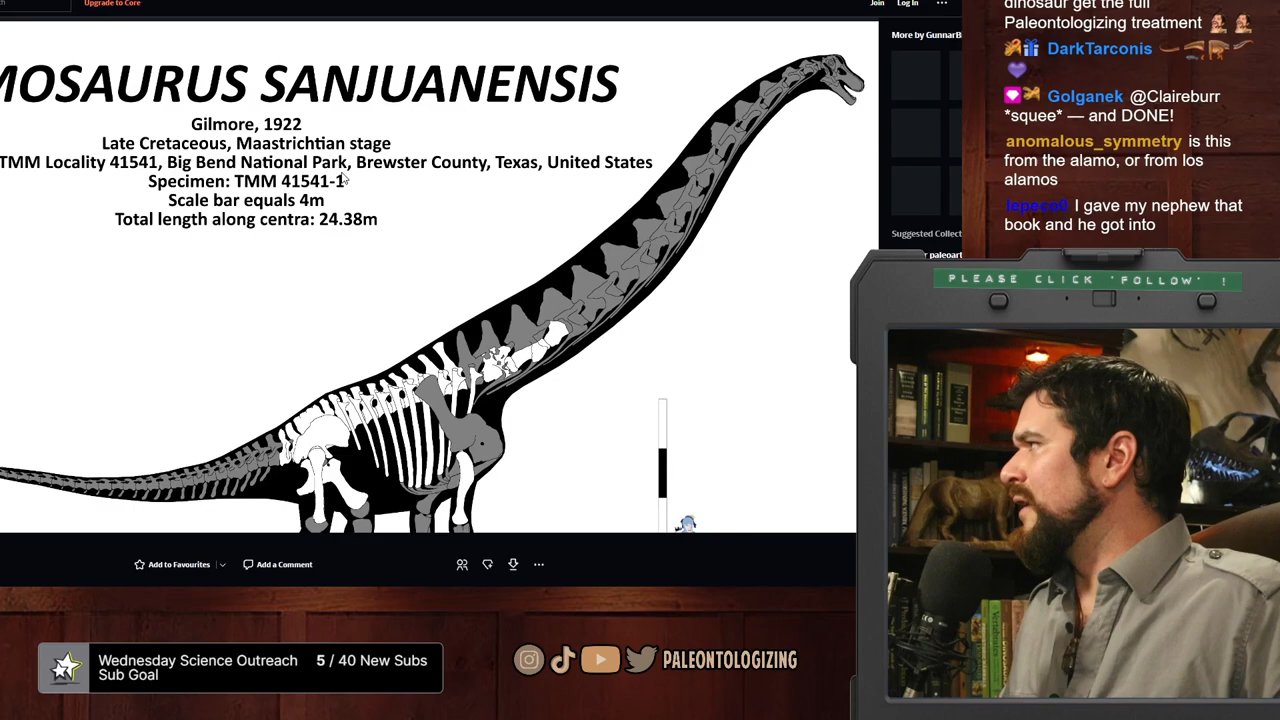 Upgrade to Core
Join
Log In
MOSAURUS SANJUANENSIS
Gilmore, 1922
Late Cretaceous, Maastrichtian stage
TMM Locality 41541, Big Bend National Park, Brewster County, Texas, United States
Specimen: TMM 41541-1
Scale bar equals 4m
Total length along centra: 24.38m
More by GunnarB
Suggested Collect
r paleoart
Add to Favourites
Add a Comment
dinosaur get the full
Paleontologizing treatment
DarkTarconis
Golganek @Claireburr
*squee* — and DONE!
anomalous_symmetry is this
from the alamo, or from los
alamos
lepeco0 I gave my nephew that
book and he got into
PLEASE CLICK "FOLLOW" !
Wednesday Science Outreach 5 / 40 New Subs
Sub Goal
PALEONTOLOGIZING